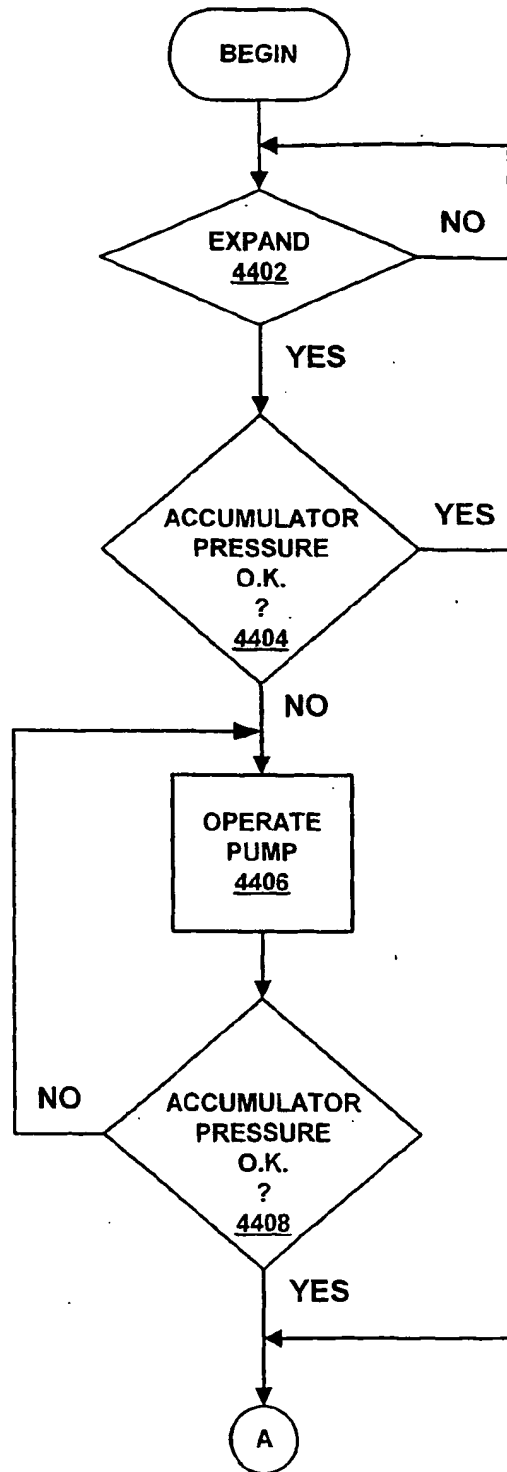 BEGIN
EXPAND
4402
NO
YES
ACCUMULATOR
PRESSURE
O.K.
?
4404
YES
NO
OPERATE
PUMP
4406
ACCUMULATOR
PRESSURE
O.K.
?
4408
NO
YES
A